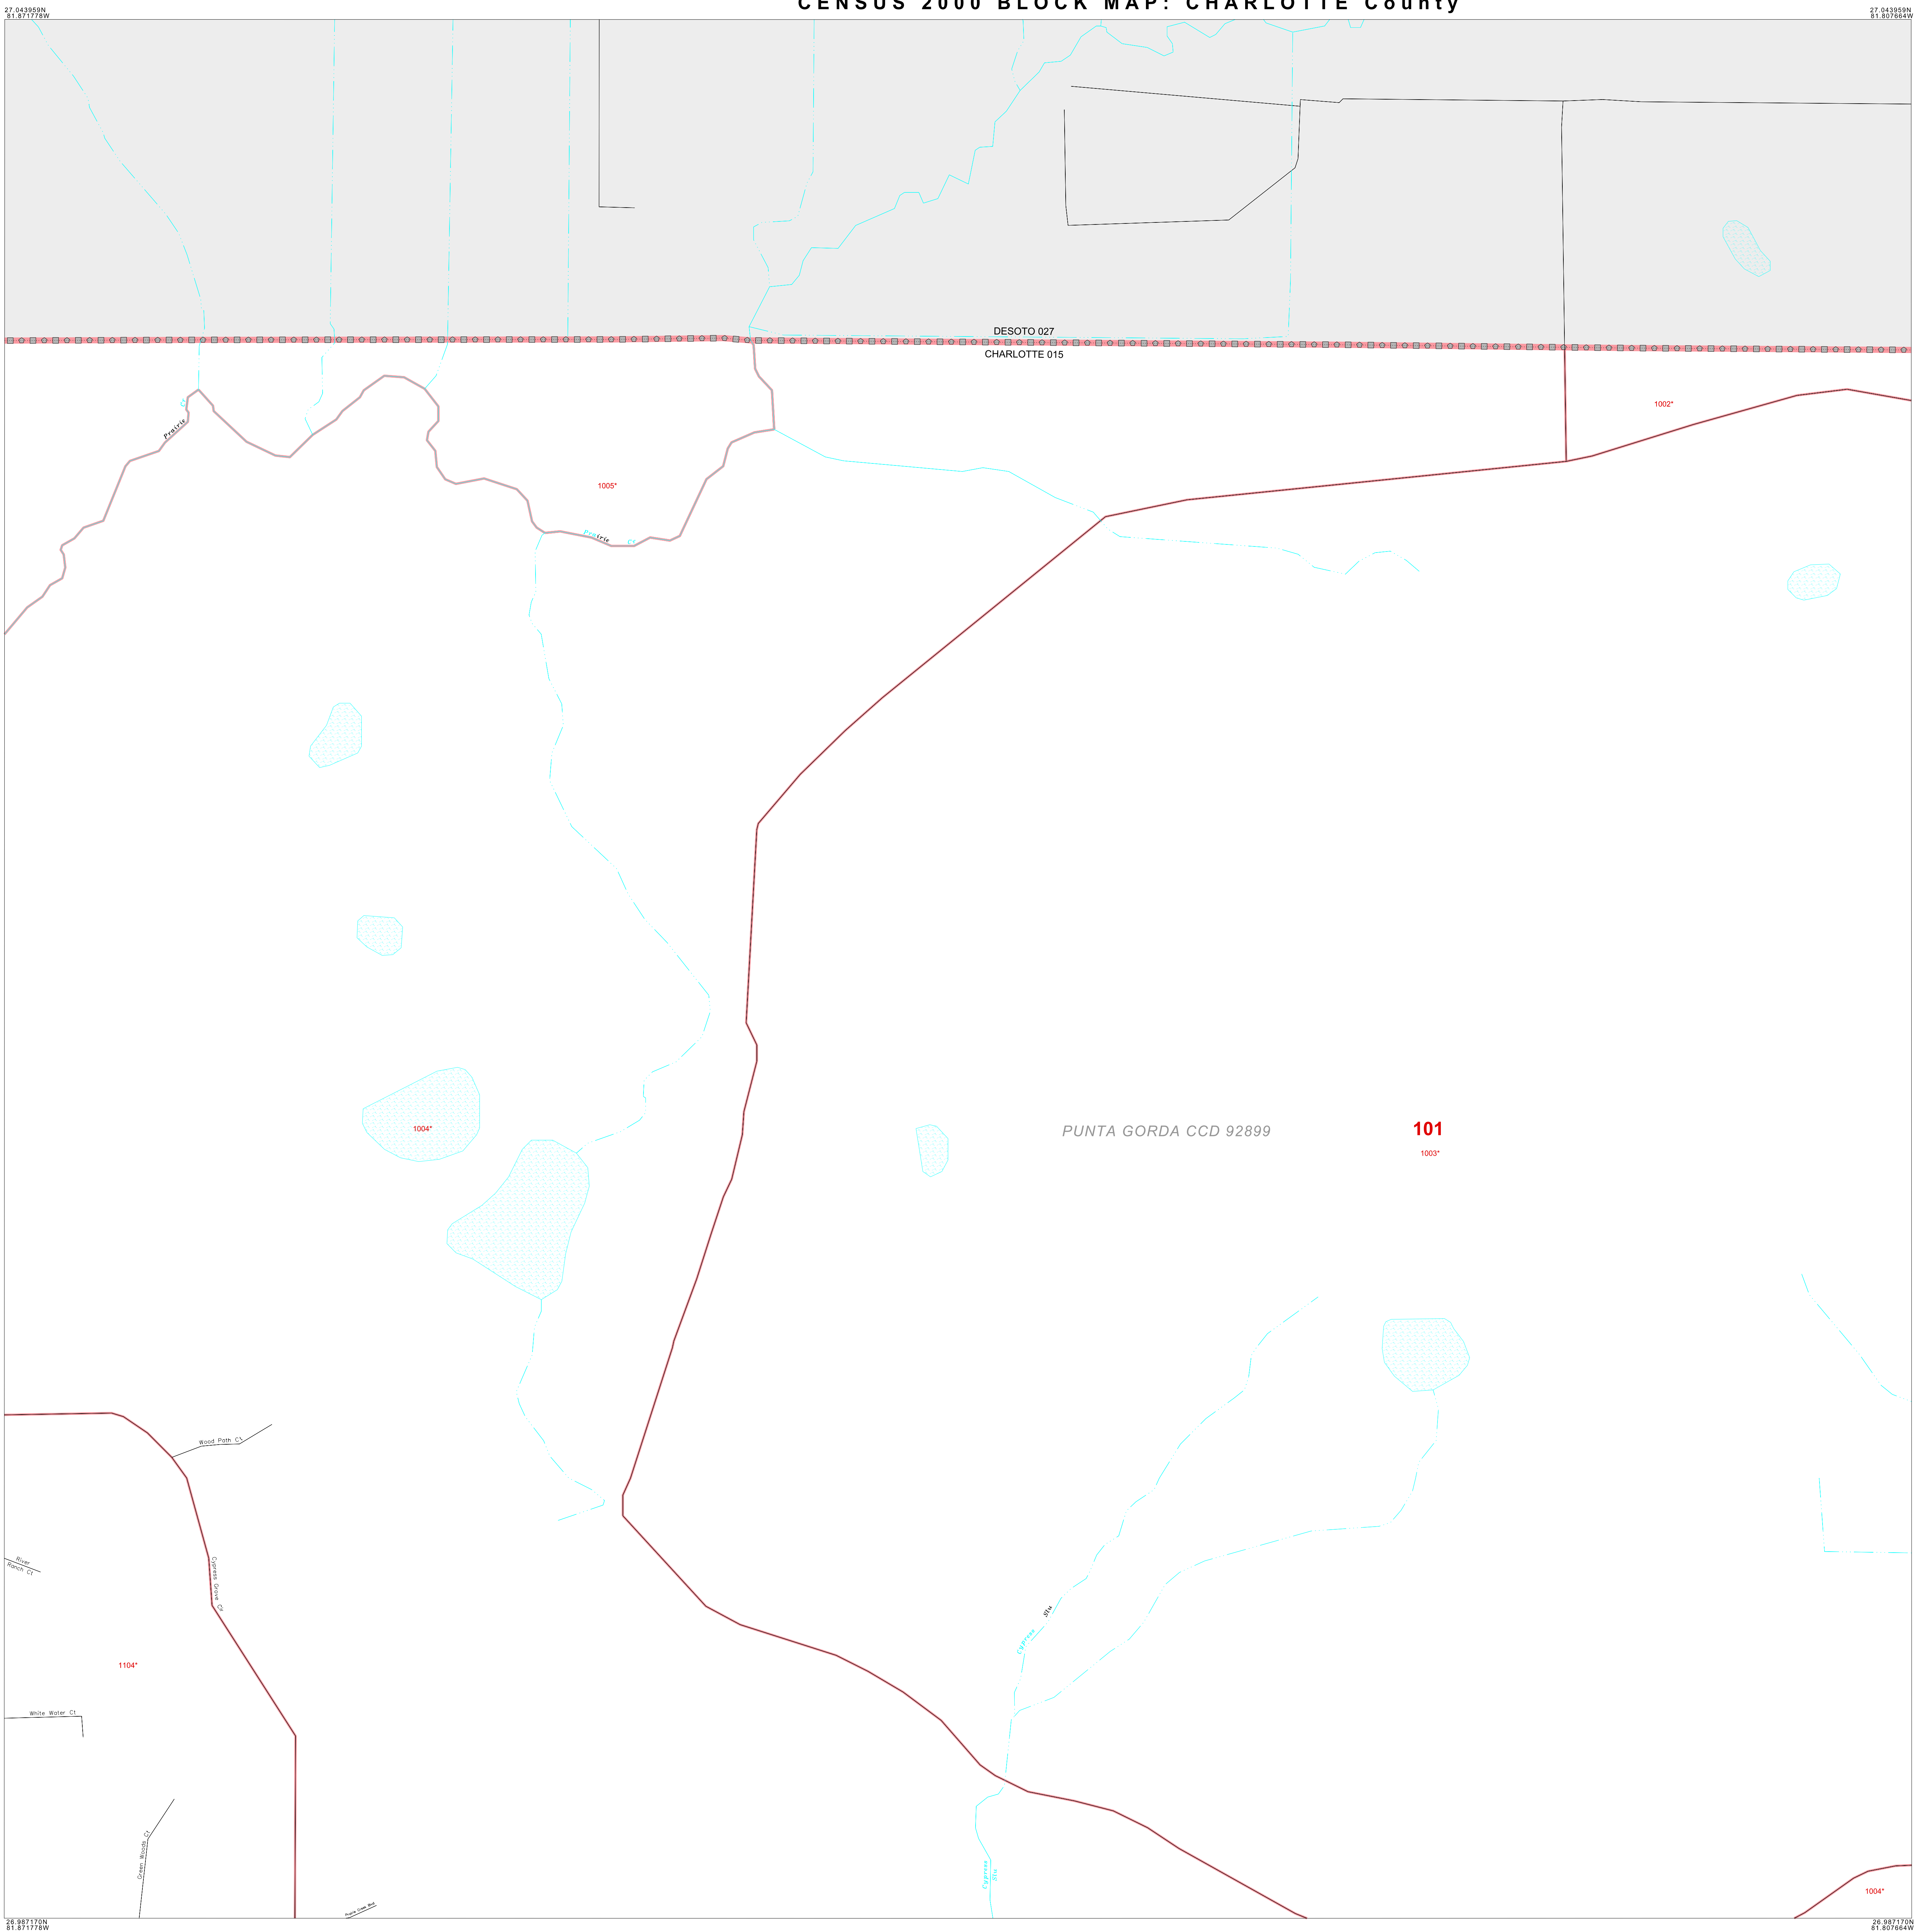 CENSUS 2000 BLOCK MAP: CHARLOTTE County
27.043959N
81.871778W
27.043959N
81.807664W
DESOTO 027
CHARLOTTE 015
1002*
Prairie Cr
1005*
Prairie Cr
PUNTA GORDA CCD 92899
101
1003*
1004*
Wood Path Ct
River
Ranch Ct
Cypress Grove Cr
Cypress Slu
1104*
White Water Ct
Green Woods Ct
Cypress
Slu
1004*
26.987170N
81.871778W
26.987170N
81.807664W